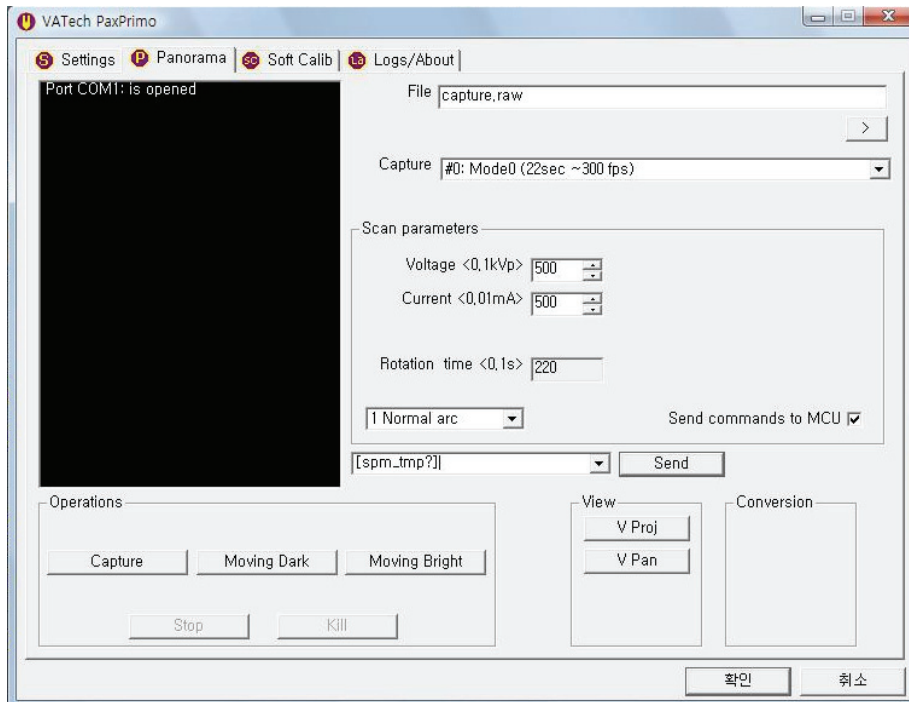 VATech PaxPrimo
Settings
Panorama
Soft Calib
Logs/About
Port COM1: is opened
File
capture.raw
>
Capture
#0: Mode0 (22sec ~300 fps)
Scan parameters
Voltage <0.1kVp>
500
Current <0.01mA>
500
Rotation time <0.1s>
220
1 Normal arc
Send commands to MCU
[spm_tmp?]
Send
Operations
Capture
Moving Dark
Moving Bright
Stop
Kill
View
V Proj
V Pan
Conversion
확인
취소